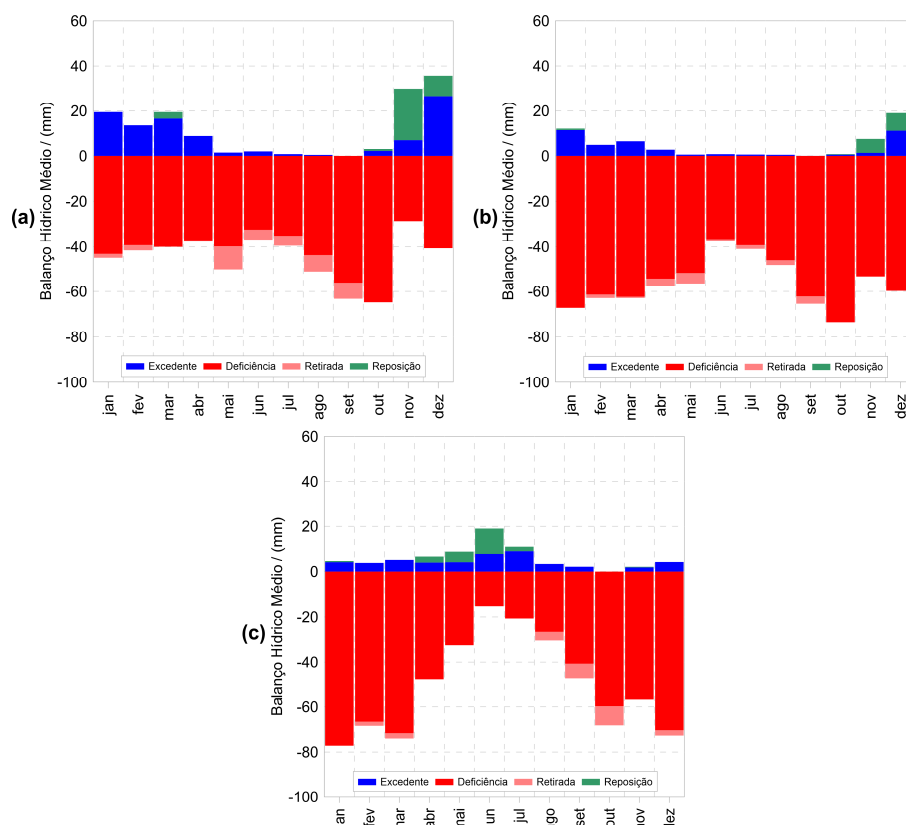 (a)
Balanço Hídrico Médio / (mm)
60
40
20
0
-20
-40
-60
-80
-100
Excedente Deficiência Retirada Reposição
jan fev mar abr mai jun jul ago set out nov dez
(b)
Balanço Hídrico Médio / (mm)
60
40
20
0
-20
-40
-60
-80
-100
Excedente Deficiência Retirada Reposição
jan fev mar abr mai jun jul ago set out nov dez
(c)
Balanço Hídrico Médio / (mm)
60
40
20
0
-20
-40
-60
-80
-100
Excedente Deficiência Retirada Reposição
jan fev mar abr mai jun jul ago set out nov dez